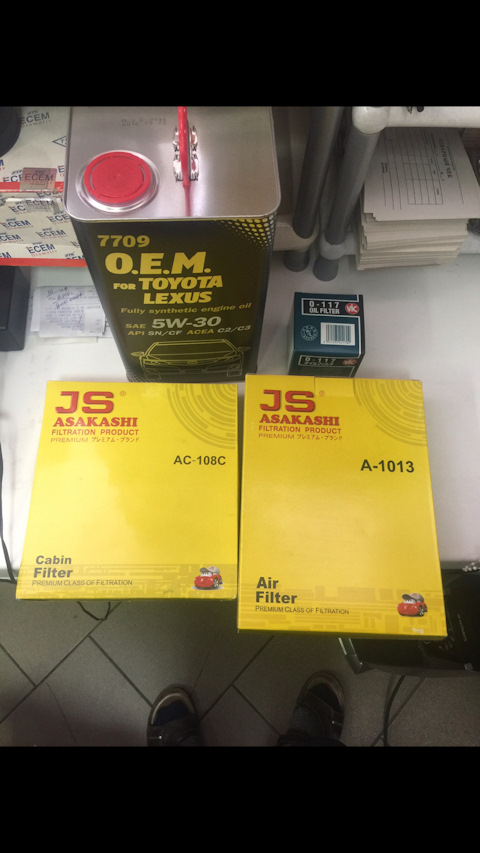 ECEM
ECEM
ECEM
ECEM
7709
O.E.M.
FOR TOYOTA
LEXUS
Fully synthetic engine oil
SAE 5W-30
API SN/CF ACEA C2/C3
O-117
OIL FILTER
VIC
O-117
JS
ASAKASHI
FILTRATION PRODUCT
PREMIUM プレミアム・ブランド
AC-108C
Cabin
Filter
PREMIUM CLASS OF FILTRATION
JS
ASAKASHI
FILTRATION PRODUCT
PREMIUM プレミアム・ブランド
A-1013
Air
Filter
PREMIUM CLASS OF FILTRATION